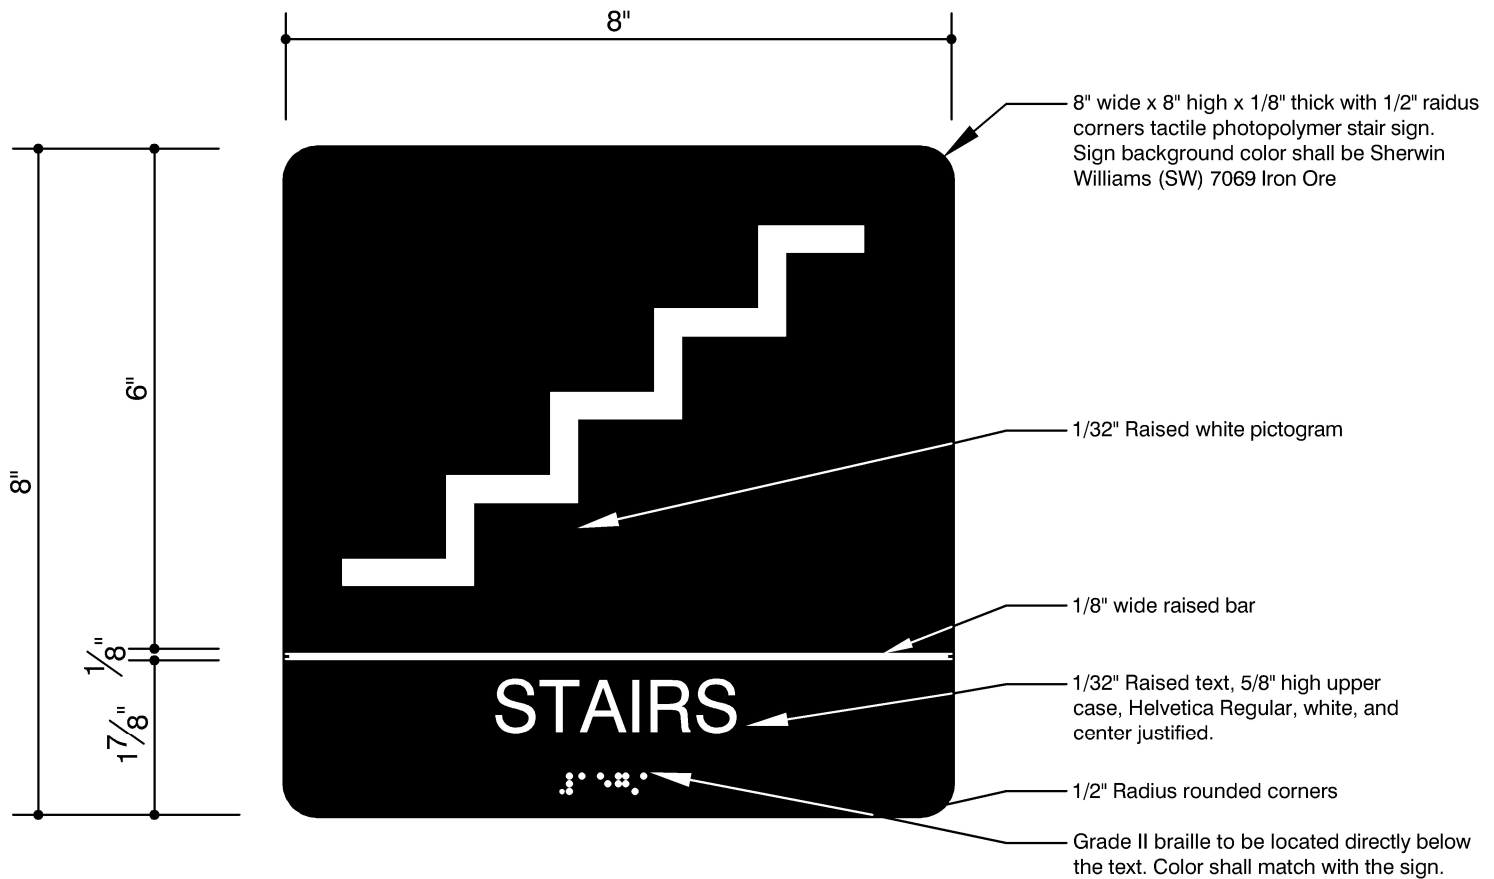 8"
8" wide x 8" high x 1/8" thick with 1/2" raidus
corners tactile photopolymer stair sign.
Sign background color shall be Sherwin
Williams (SW) 7069 Iron Ore
6"
8"
1/32" Raised white pictogram
1/8" wide raised bar
1/8"
STAIRS
1/32" Raised text, 5/8" high upper
case, Helvetica Regular, white, and
center justified.
1 7/8"
1/2" Radius rounded corners
Grade II braille to be located directly below
the text. Color shall match with the sign.